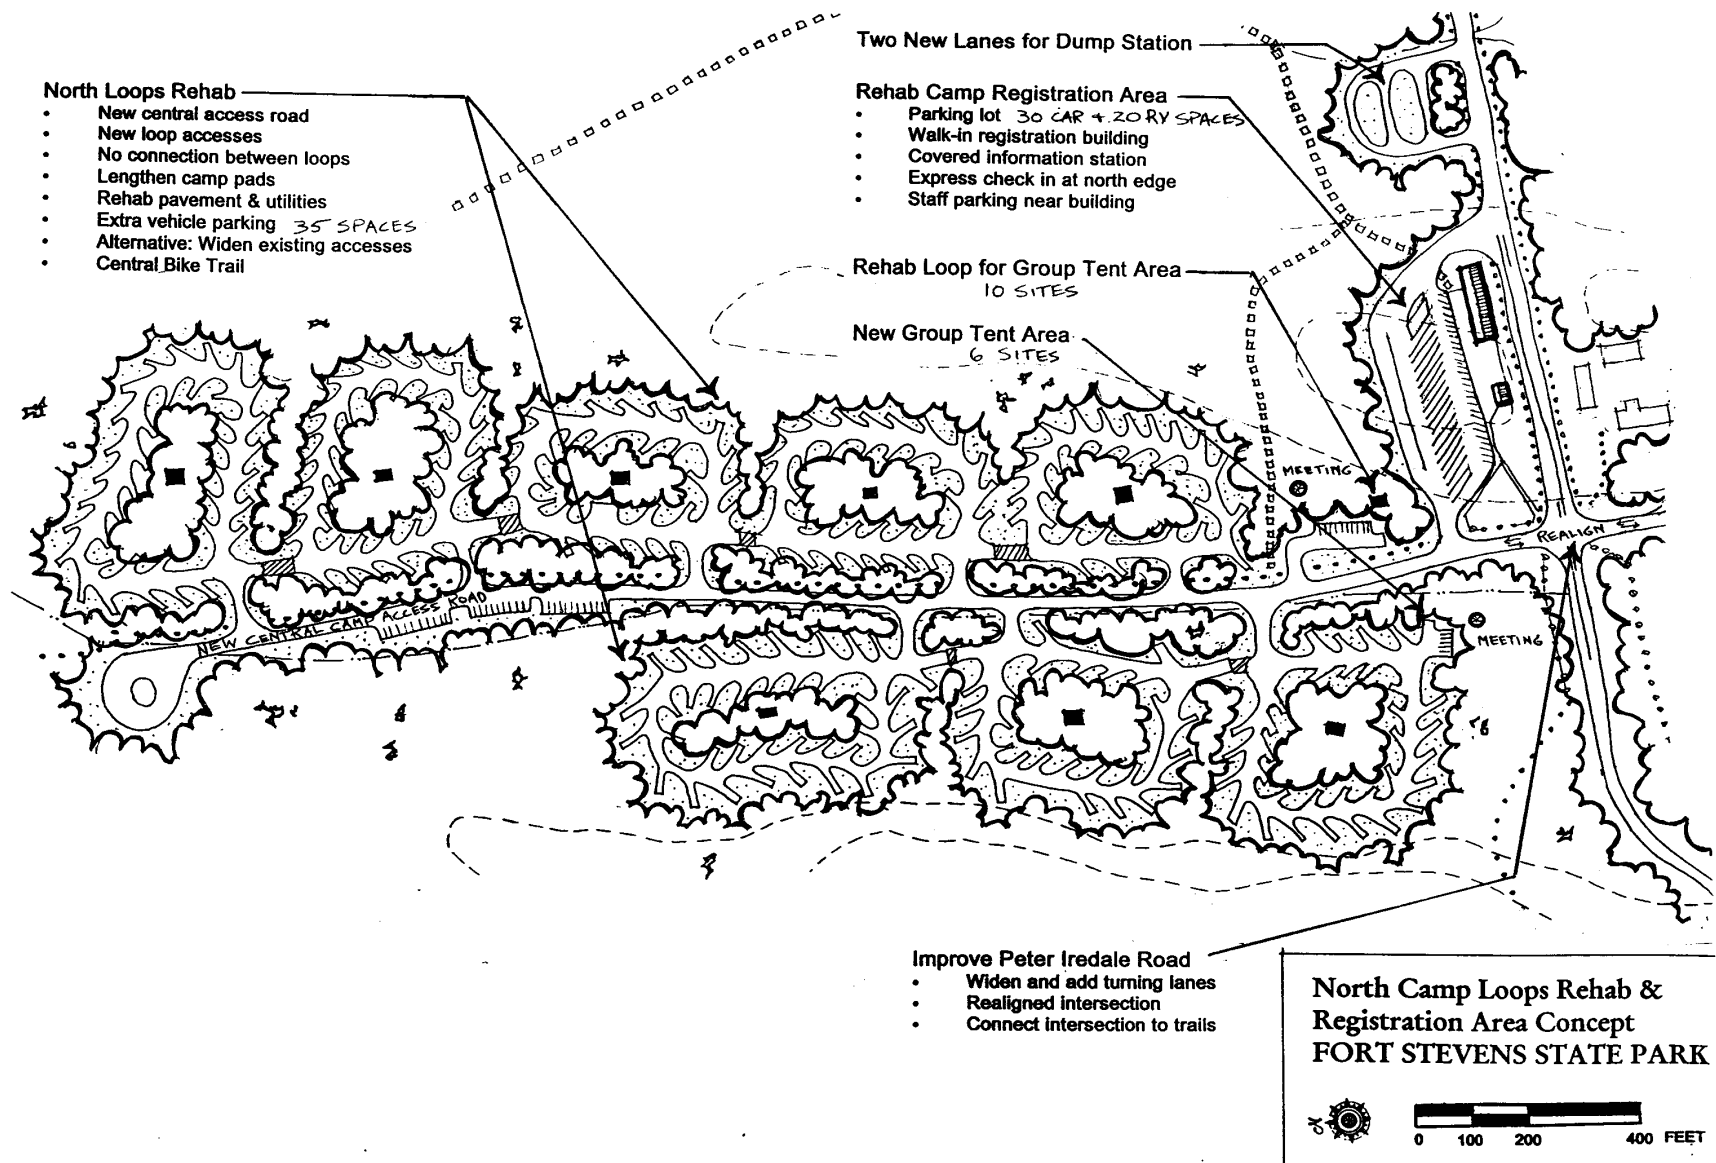 North Loops Rehab
• New central access road
• New loop accesses
• No connection between loops
• Lengthen camp pads
• Rehab pavement & utilities
• Extra vehicle parking 35 SPACES
• Alternative: Widen existing accesses
• Central Bike Trail
Two New Lanes for Dump Station
Rehab Camp Registration Area
• Parking lot 30 CAR + 20 RV SPACES
• Walk-in registration building
• Covered information station
• Express check in at north edge
• Staff parking near building
Rehab Loop for Group Tent Area
10 SITES
New Group Tent Area
6 SITES
MEETING
REALIGN
NEW CENTRAL CAMP ACCESS ROAD
MEETING
Improve Peter Iredale Road
• Widen and add turning lanes
• Realigned intersection
• Connect intersection to trails
North Camp Loops Rehab &
Registration Area Concept
FORT STEVENS STATE PARK
N
0 100 200 400 FEET